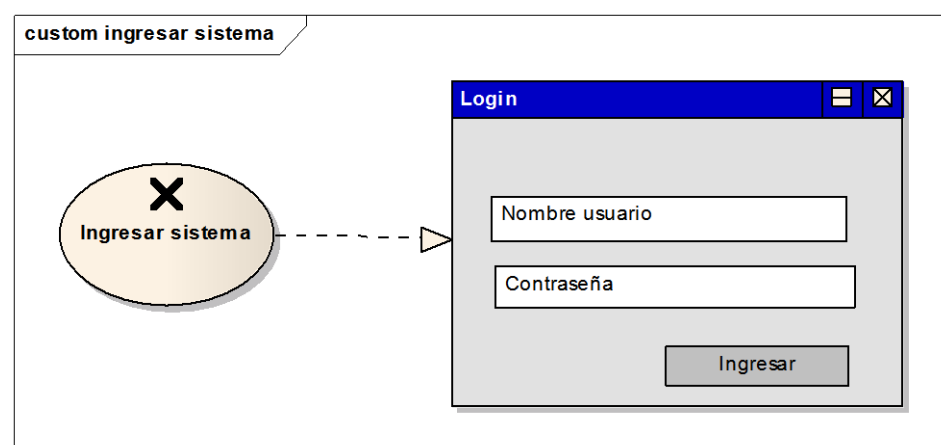 custom ingresar sistema
Login
Ingresar sistema
Nombre usuario
Contraseña
Ingresar